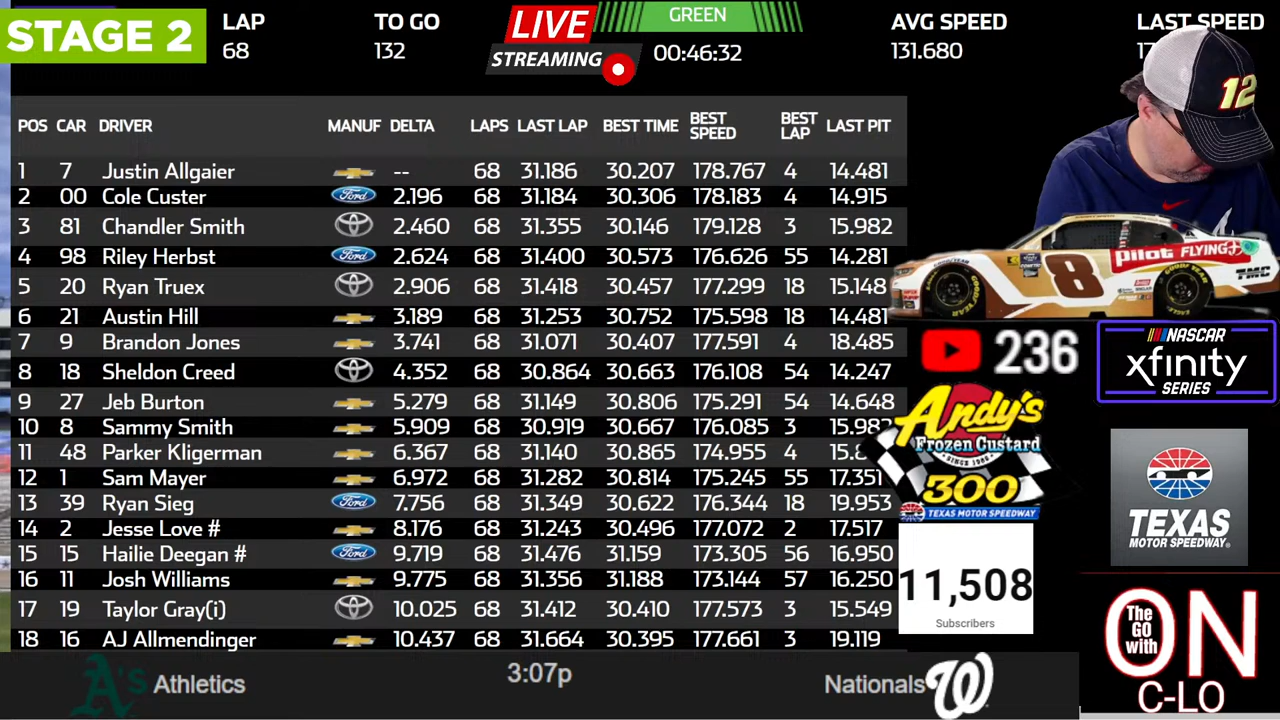 STAGE 2
LAP
68
TO GO
132
LIVE
STREAMING
GREEN
00:46:32
AVG SPEED
131.680
LAST SPEED
12
POS CAR DRIVER MANUF DELTA LAPS LAST LAP BEST TIME BEST SPEED BEST LAP LAST PIT
1 7 Justin Allgaier -- 68 31.186 30.207 178.767 4 14.481
2 00 Cole Custer Ford 2.196 68 31.184 30.306 178.183 4 14.915
3 81 Chandler Smith 2.460 68 31.355 30.146 179.128 3 15.982
4 98 Riley Herbst Ford 2.624 68 31.400 30.573 176.626 55 14.281
5 20 Ryan Truex 2.906 68 31.418 30.457 177.299 18 15.148
6 21 Austin Hill 3.189 68 31.253 30.752 175.598 18 14.481
7 9 Brandon Jones 3.741 68 31.071 30.407 177.591 4 18.485
8 18 Sheldon Creed 4.352 68 30.864 30.663 176.108 54 14.247
9 27 Jeb Burton 5.279 68 31.149 30.806 175.291 54 14.648
10 8 Sammy Smith 5.909 68 30.919 30.667 176.085 3 15.982
11 48 Parker Kligerman 6.367 68 31.140 30.865 174.955 4
12 1 Sam Mayer 6.972 68 31.282 30.814 175.245 55 17.351
13 39 Ryan Sieg Ford 7.756 68 31.349 30.622 176.344 18 19.953
14 2 Jesse Love # 8.176 68 31.243 30.496 177.072 2 17.517
15 15 Hailie Deegan # Ford 9.719 68 31.476 31.159 173.305 56 16.950
16 11 Josh Williams 9.775 68 31.356 31.188 173.144 57 16.250
17 19 Taylor Gray(i) 10.025 68 31.412 30.410 177.573 3 15.549
18 16 AJ Allmendinger 10.437 68 31.664 30.395 177.661 3 19.119
8
Pilot FLYING J
TMC
236
NASCAR
xfinity
SERIES
Andy's
Frozen Custard
SINCE 1986
300
TEXAS MOTOR SPEEDWAY
TEXAS
MOTOR SPEEDWAY
11,508
Subscribers
The
GO
with
ON
C-LO
A's Athletics
3:07p
Nationals W